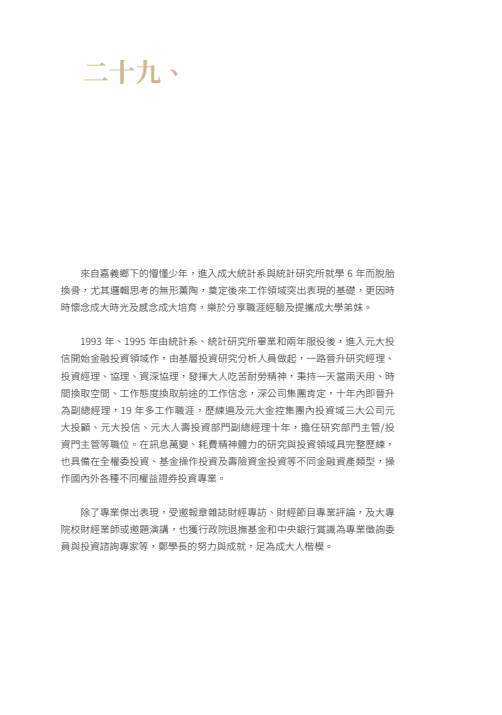 二十九、
來自嘉義鄉下的懵懂少年，進入成大統計系與統計研究所就學 6 年而脫胎
換骨，尤其邏輯思考的無形薰陶，奠定後來工作領域突出表現的基礎，更因時
時懷念成大時光及感念成大培育，樂於分享職涯經驗及提攜成大學弟妹。
1993 年、1995 年由統計系、統計研究所畢業和兩年服役後，進入元大投
信開始金融投資領域作，由基層投資研究分析人員做起，一路晉升研究經理、
投資經理、協理、資深協理，發揮大人吃苦耐勞精神，秉持一天當兩天用、時
間換取空間、工作態度換取前途的工作信念，深公司集團肯定，十年內即晉升
為副總經理，19 年多工作職涯，歷練遍及元大金控集團內投資域三大公司元
大投顧、元大投信、元大人壽投資部門副總經理十年，擔任研究部門主管/投
資門主管等職位。在訊息萬變、耗費精神體力的研究與投資領域具完整歷練，
也具備在全權委投資、基金操作投資及壽險資金投資等不同金融資產類型，操
作國內外各種不同權益證券投資專業。
除了專業傑出表現，受邀報章雜誌財經專訪、財經節目專業評論，及大專
院校財經業師或邀題演講，也獲行政院退撫基金和中央銀行賞識為專業徵詢委
員與投資諮詢專家等，鄭學長的努力與成就，足為成大人楷模。